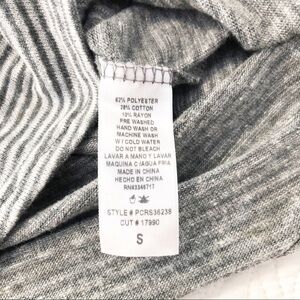 62% POLYESTER
28% COTTON
10% RAYON
PRE WASHED
HAND WASH OR
MACHINE WASH
W / COLD WATER
DO NOT BLEACH
LAVAR A MANO Y LAVAR
MAQUINA C /AGUA FRIA
MADE IN CHINA
HECHO EN CHINA
RN#3346717
STYLE # PCRS36238
CUT # 17990
S